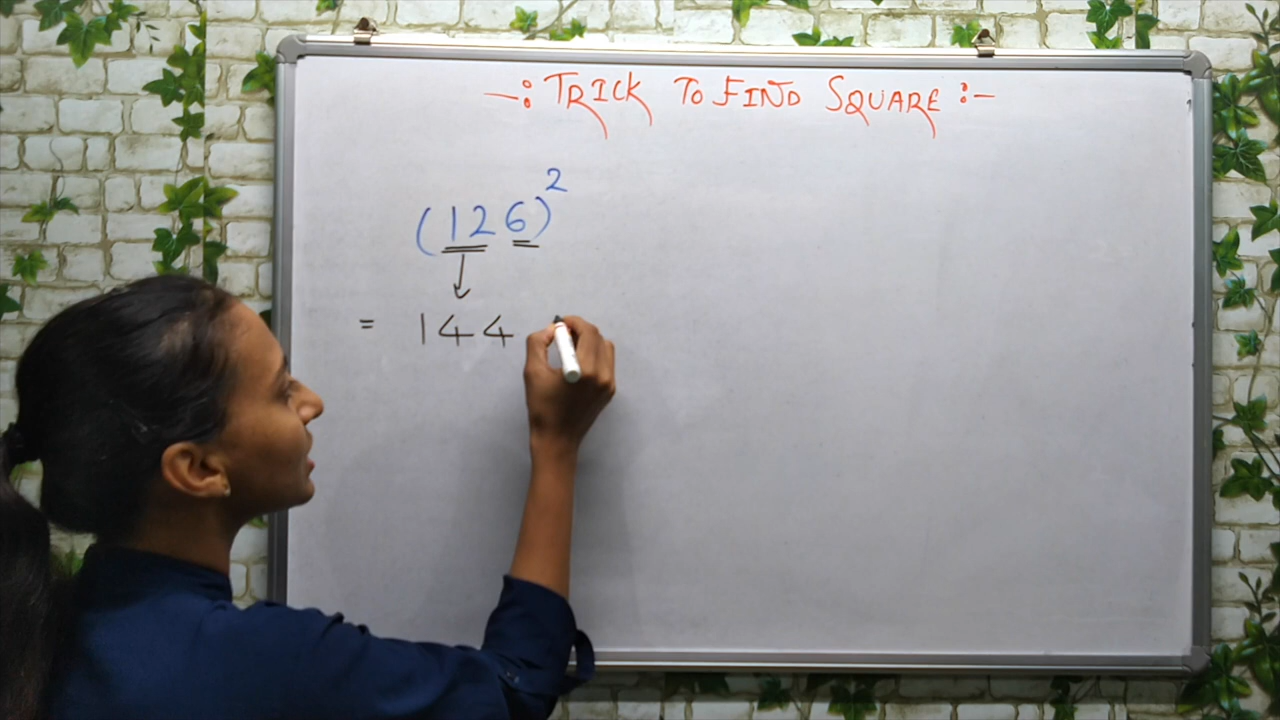 -: TRICK TO FIND SQUARE :-
(126)²
= 144